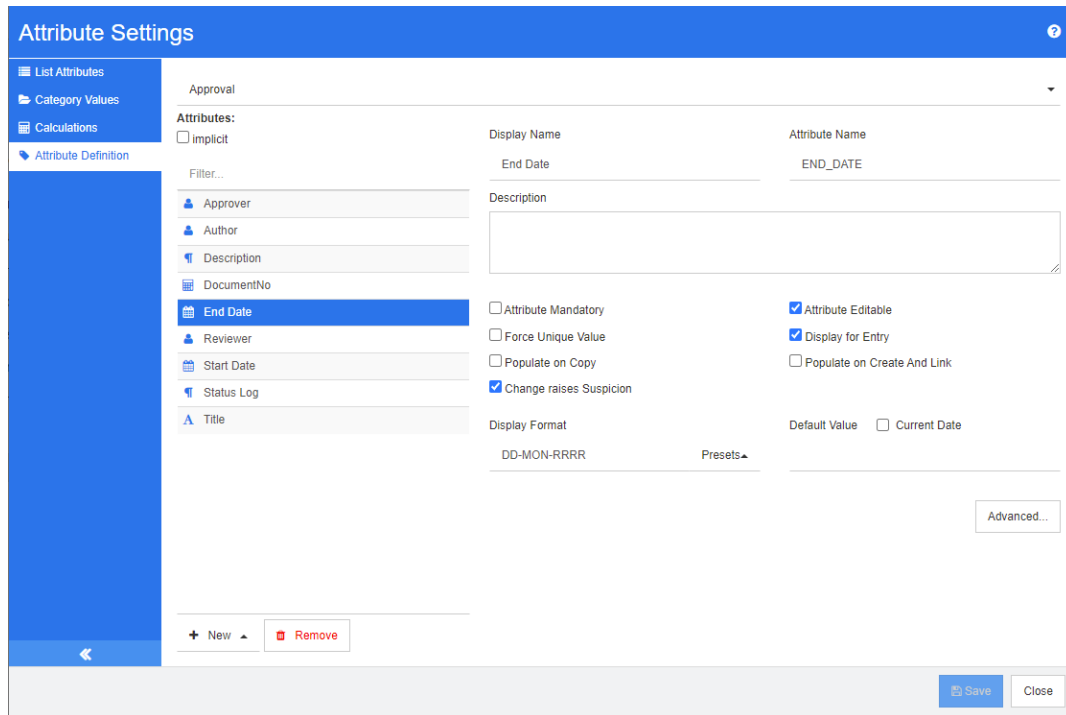 Attribute Settings
List Attributes
Category Values
Calculations
Attribute Definition
Approval
Attributes:
implicit
Filter...
Approver
Author
Description
DocumentNo
End Date
Reviewer
Start Date
Status Log
Title
New
Remove
Display Name
Attribute Name
End Date
END_DATE
Description
Attribute Mandatory
Attribute Editable
Force Unique Value
Display for Entry
Populate on Copy
Populate on Create And Link
Change raises Suspicion
Display Format
Default Value
Current Date
DD-MON-RRRR
Presets
Advanced...
Save
Close